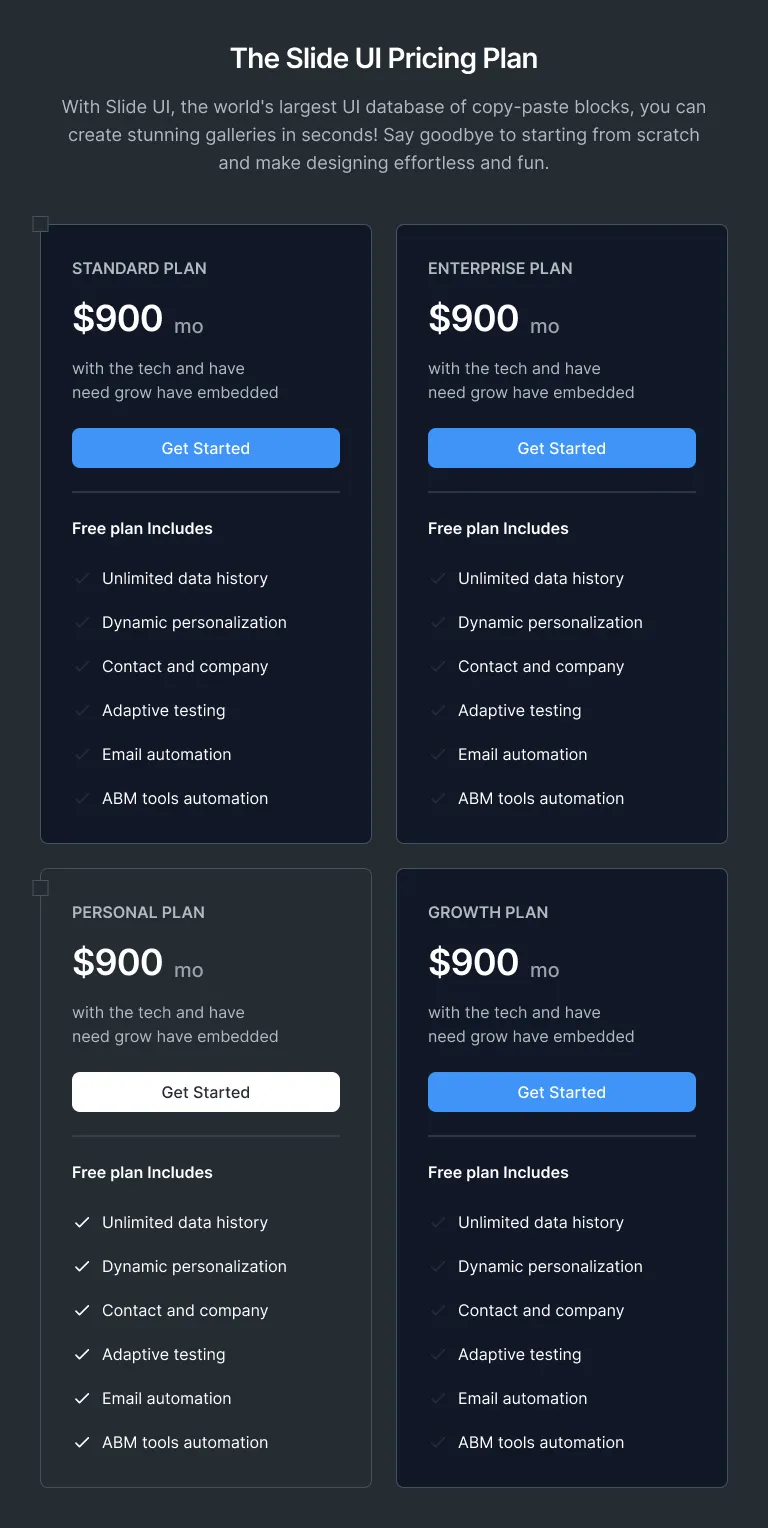 The Slide UI Pricing Plan
With Slide UI, the world's largest UI database of copy-paste blocks, you can
create stunning galleries in seconds! Say goodbye to starting from scratch
and make designing effortless and fun.
STANDARD PLAN
$900 mo
with the tech and have
need grow have embedded
Get Started
Free plan Includes
Unlimited data history
Dynamic personalization
Contact and company
Adaptive testing
Email automation
ABM tools automation
ENTERPRISE PLAN
$900 mo
with the tech and have
need grow have embedded
Get Started
Free plan Includes
Unlimited data history
Dynamic personalization
Contact and company
Adaptive testing
Email automation
ABM tools automation
PERSONAL PLAN
$900 mo
with the tech and have
need grow have embedded
Get Started
Free plan Includes
Unlimited data history
Dynamic personalization
Contact and company
Adaptive testing
Email automation
ABM tools automation
GROWTH PLAN
$900 mo
with the tech and have
need grow have embedded
Get Started
Free plan Includes
Unlimited data history
Dynamic personalization
Contact and company
Adaptive testing
Email automation
ABM tools automation